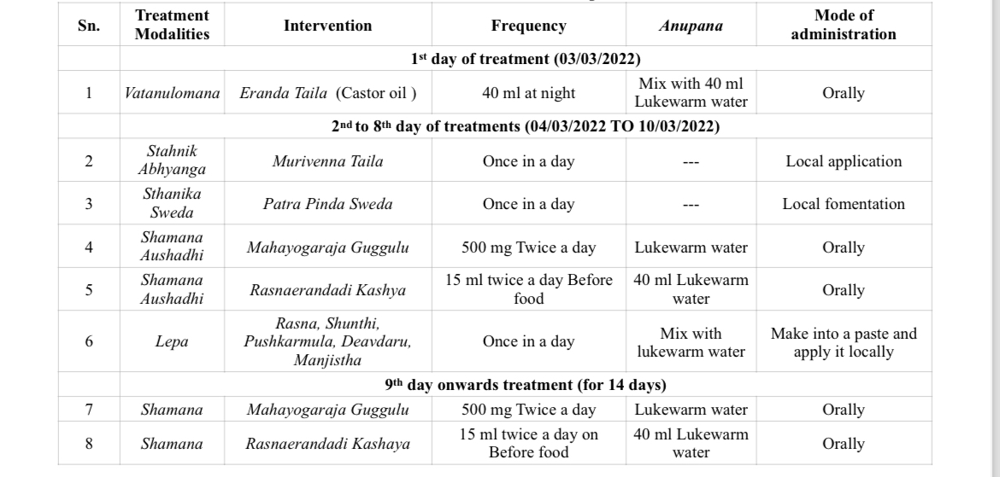 Sn. Treatment Modalities Intervention Frequency Anupana Mode of administration
1st day of treatment (03/03/2022)
1 Vatanulomana Eranda Taila (Castor oil ) 40 ml at night Mix with 40 ml Lukewarm water Orally
2nd to 8th day of treatments (04/03/2022 TO 10/03/2022)
2 Stahnik Abhyanga Murivenna Taila Once in a day --- Local application
3 Sthanika Sweda Patra Pinda Sweda Once in a day --- Local fomentation
4 Shamana Aushadhi Mahayogaraja Guggulu 500 mg Twice a day Lukewarm water Orally
5 Shamana Aushadhi Rasnaerandadi Kashya 15 ml twice a day Before food 40 ml Lukewarm water Orally
6 Lepa Rasna, Shunthi, Pushkarmula, Deavdaru, Manjistha Once in a day Mix with lukewarm water Make into a paste and apply it locally
9th day onwards treatment (for 14 days)
7 Shamana Mahayogaraja Guggulu 500 mg Twice a day Lukewarm water Orally
8 Shamana Rasnaerandadi Kashaya 15 ml twice a day on Before food 40 ml Lukewarm water Orally